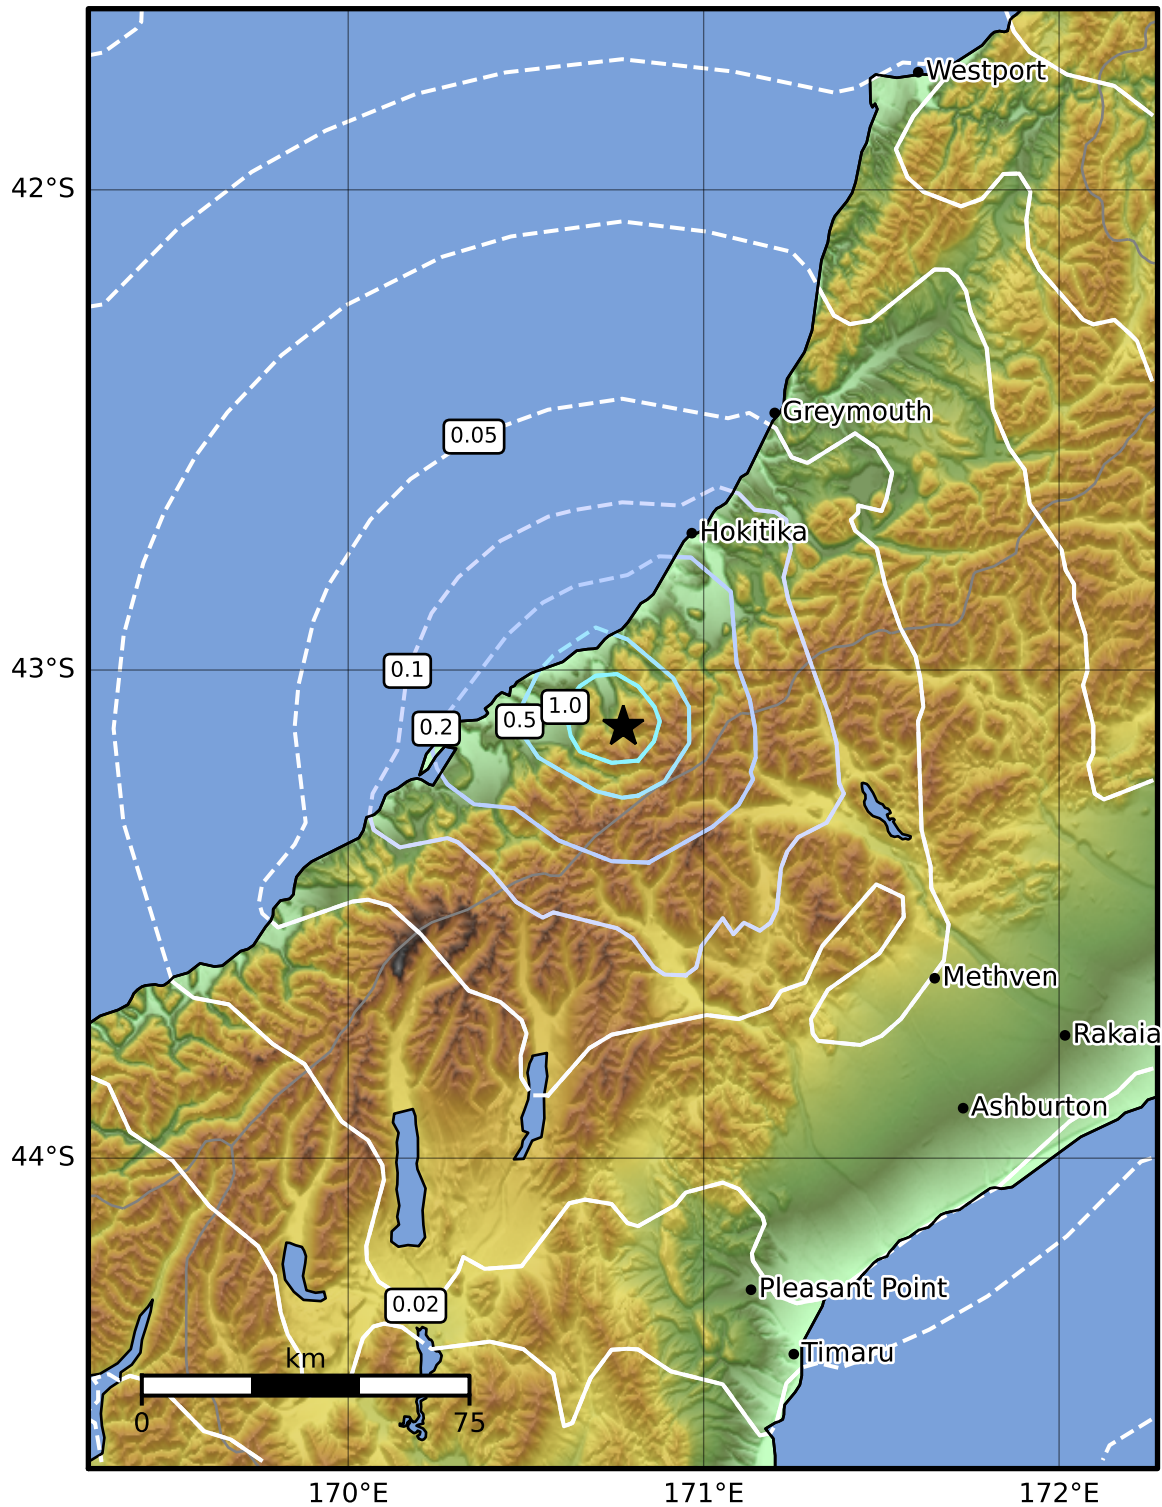 Westport
42°S
Greymouth
0.05
Hokitika
0.1
43°S
1.0
0.5
0.2
Methven
Rakaia
Ashburton
44°S
Pleasant Point
0.02
Timaru
km
0 75
170°E 171°E 172°E